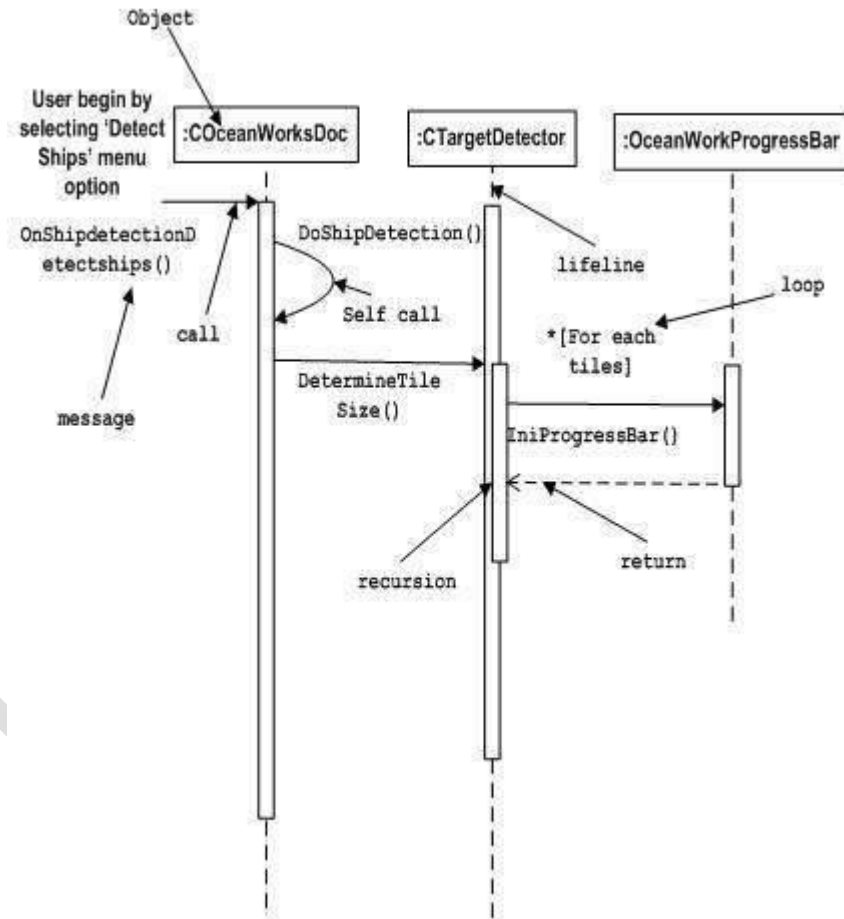 Object
User begin by
selecting ‘Detect
Ships’ menu
option
:COceanWorksDoc
:CTargetDetector
:OceanWorkProgressBar
OnShipdetectionD
etectships()
DoShipDetection()
lifeline
loop
Self call
call
*[For each
tiles]
DetermineTile
Size()
message
IniProgressBar()
recursion
return